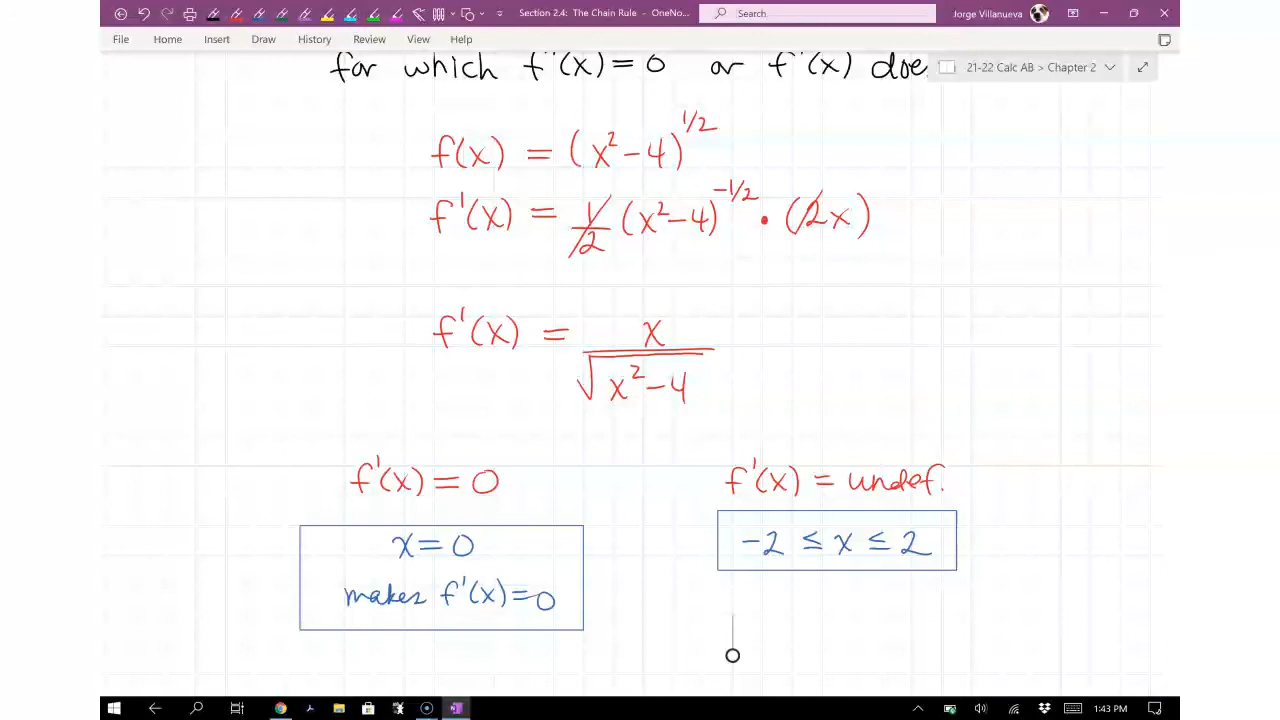 Section 2.4: The Chain Rule - OneNo...
Search
Jorge Villanueva
File Home Insert Draw History Review View Help
21-22 Calc AB > Chapter 2
for which f'(x) = 0 or f'(x) doe
f(x) = (x² - 4)^1/2
f'(x) = 1/2 (x² - 4)^-1/2 • (2x)
f'(x) = x / √x² - 4
f'(x) = 0
f'(x) = undef.
x = 0
makes f'(x) = 0
-2 ≤ x ≤ 2
1:43 PM